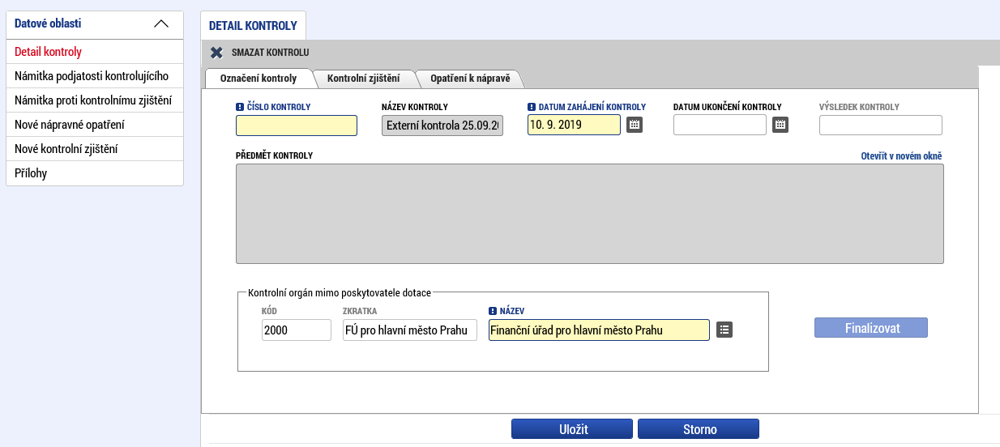 Datové oblasti
Detail kontroly
Námitka podjatosti kontrolujícího
Námitka proti kontrolnímu zjištění
Nové nápravné opatření
Nové kontrolní zjištění
Přílohy
DETAIL KONTROLY
SMAZAT KONTROLU
Označení kontroly Kontrolní zjištění Opatření k nápravě
ČÍSLO KONTROLY NÁZEV KONTROLY DATUM ZAHÁJENÍ KONTROLY DATUM UKONČENÍ KONTROLY VÝSLEDEK KONTROLY
Externí kontrola 25.09.2 10. 9. 2019
PŘEDMĚT KONTROLY Otevřít v novém okně
Kontrolní orgán mimo poskytovatele dotace
KÓD ZKRATKA NÁZEV
2000 FÚ pro hlavní město Prahu Finanční úřad pro hlavní město Prahu
Finalizovat
Uložit Storno